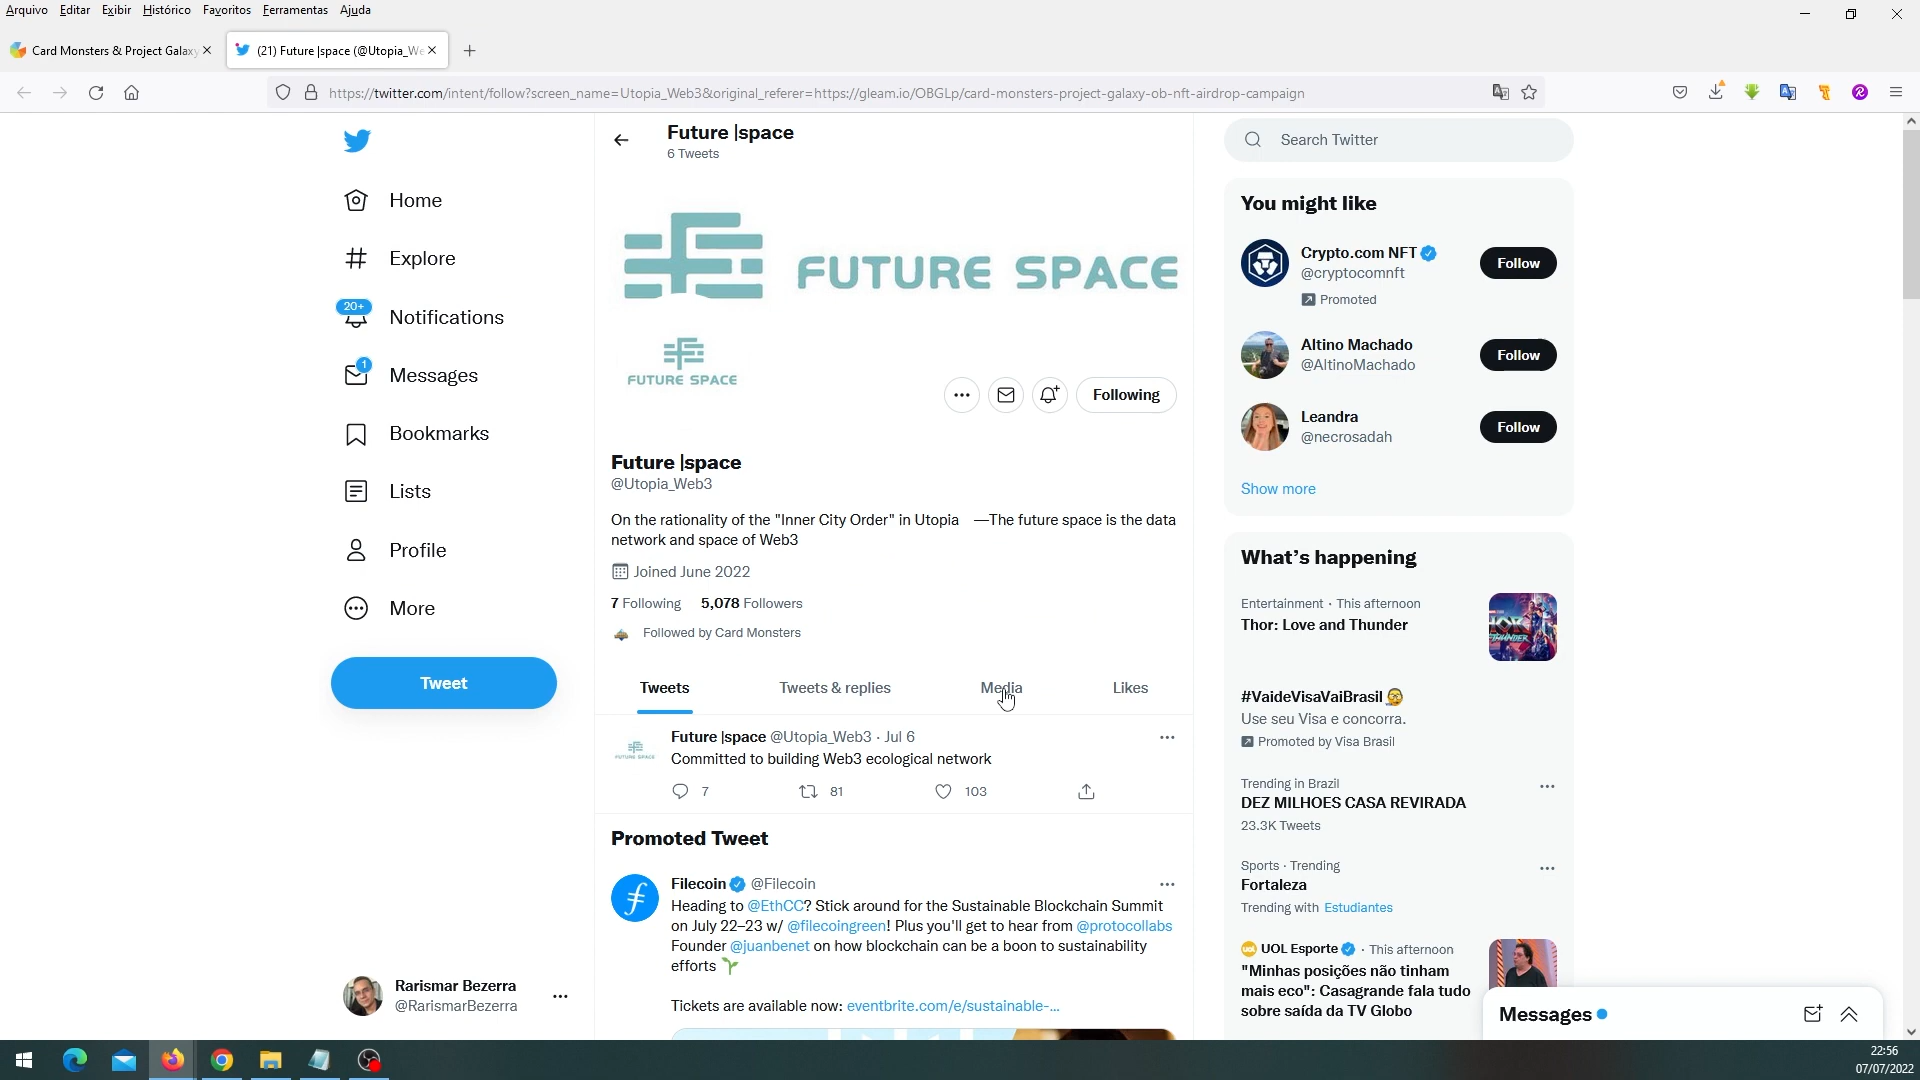 Arquivo Editar Exibir Histórico Favoritos Ferramentas Ajuda
Card Monsters & Project Galaxy
(21) Future |space (@Utopia_We
https://twitter.com/intent/follow?screen_name=Utopia_Web3&original_referer=https://gleam.io/OBGLp/card-monsters-project-galaxy-ob-nft-airdrop-campaign
Home
Explore
20+
Notifications
1
Messages
Bookmarks
Lists
Profile
More
Tweet
Rarismar Bezerra
@RarismarBezerra
Future |space
6 Tweets
FUTURE SPACE
FUTURE SPACE
Following
Future |space
@Utopia_Web3
On the rationality of the "Inner City Order" in Utopia —The future space is the data
network and space of Web3
Joined June 2022
7 Following 5,078 Followers
Followed by Card Monsters
Tweets Tweets & replies Media Likes
FUTURE SPACE
Future |space @Utopia_Web3 · Jul 6
Committed to building Web3 ecological network
7 81 103
Promoted Tweet
Filecoin @Filecoin
Heading to @EthCC? Stick around for the Sustainable Blockchain Summit
on July 22–23 w/ @filecoingreen! Plus you'll get to hear from @protocollabs
Founder @juanbenet on how blockchain can be a boon to sustainability
efforts
Tickets are available now: eventbrite.com/e/sustainable-...
Search Twitter
You might like
Crypto.com NFT
@cryptocomnft
Promoted
Follow
Altino Machado
@AltinoMachado
Follow
Leandra
@necrosadah
Follow
Show more
What's happening
Entertainment · This afternoon
Thor: Love and Thunder
#VaideVisaVaiBrasil
Use seu Visa e concorra.
Promoted by Visa Brasil
Trending in Brazil
DEZ MILHOES CASA REVIRADA
23.3K Tweets
Sports · Trending
Fortaleza
Trending with Estudiantes
UOL Esporte · This afternoon
"Minhas posições não tinham
mais eco": Casagrande fala tudo
sobre saída da TV Globo
Messages
22:56
07/07/2022